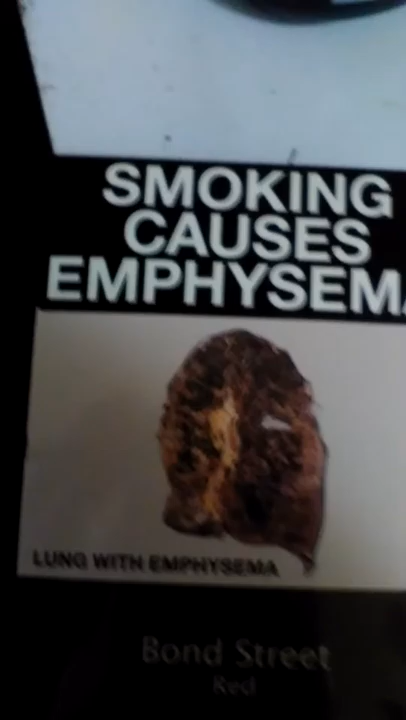 SMOKING
CAUSES
EMPHYSEMA
LUNG WITH EMPHYSEMA
Bond Street
Red